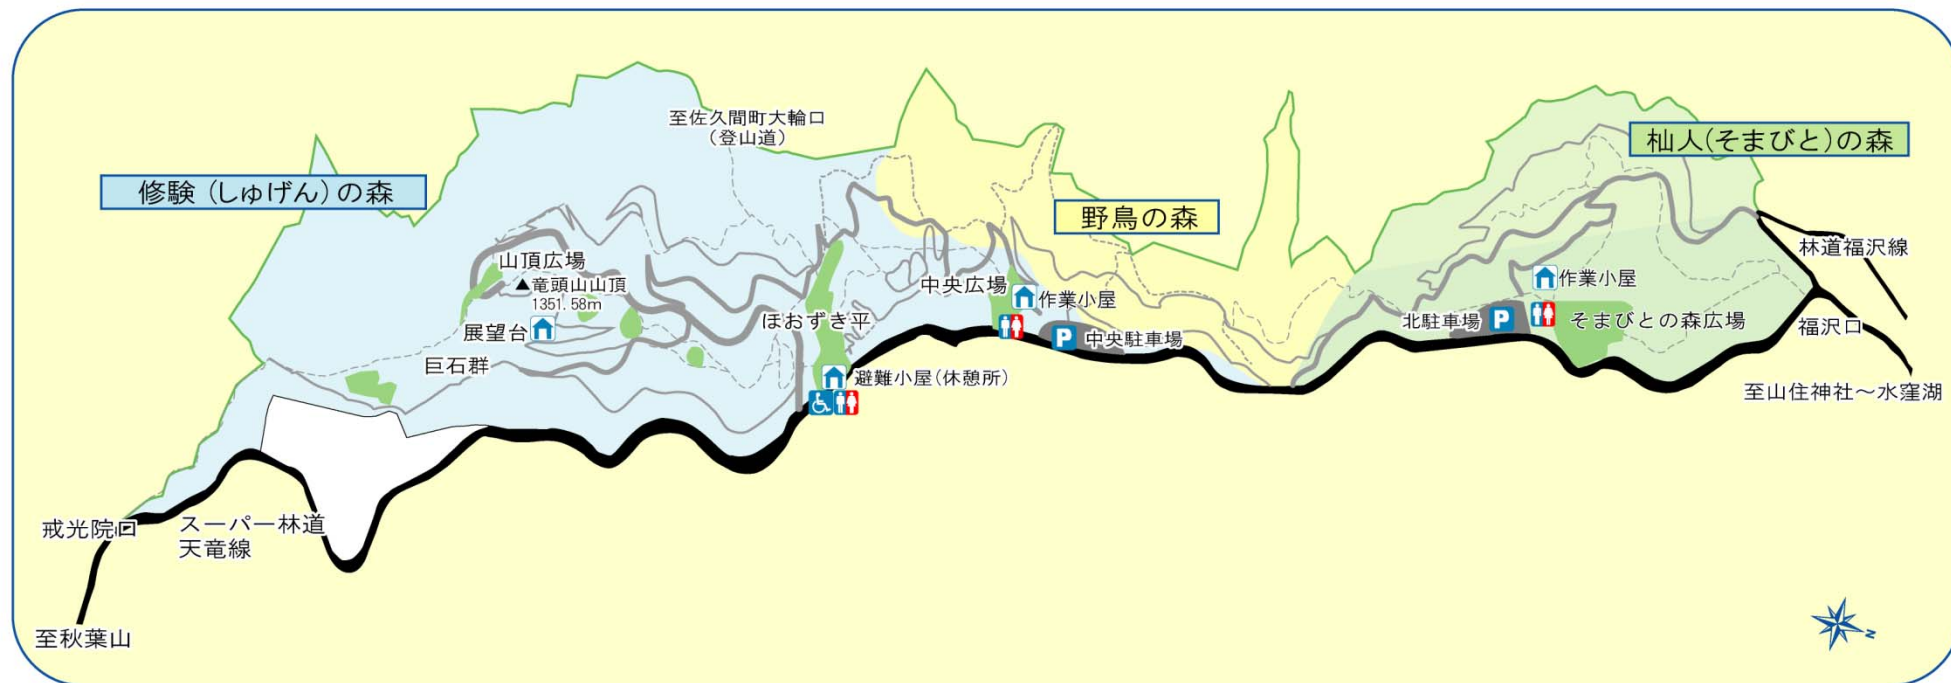 至佐久間町大輪口
（登山道）
修験（しゅげん）の森
野鳥の森
杣人（そまびと）の森
山頂広場
▲竜頭山山頂
1351.58m
展望台
巨石群
ほおずき平
避難小屋（休憩所）
中央広場
作業小屋
P
中央駐車場
作業小屋
北駐車場
P
そまびとの森広場
林道福沢線
福沢口
至山住神社～水窪湖
戒光院口
スーパー林道
天竜線
至秋葉山
N